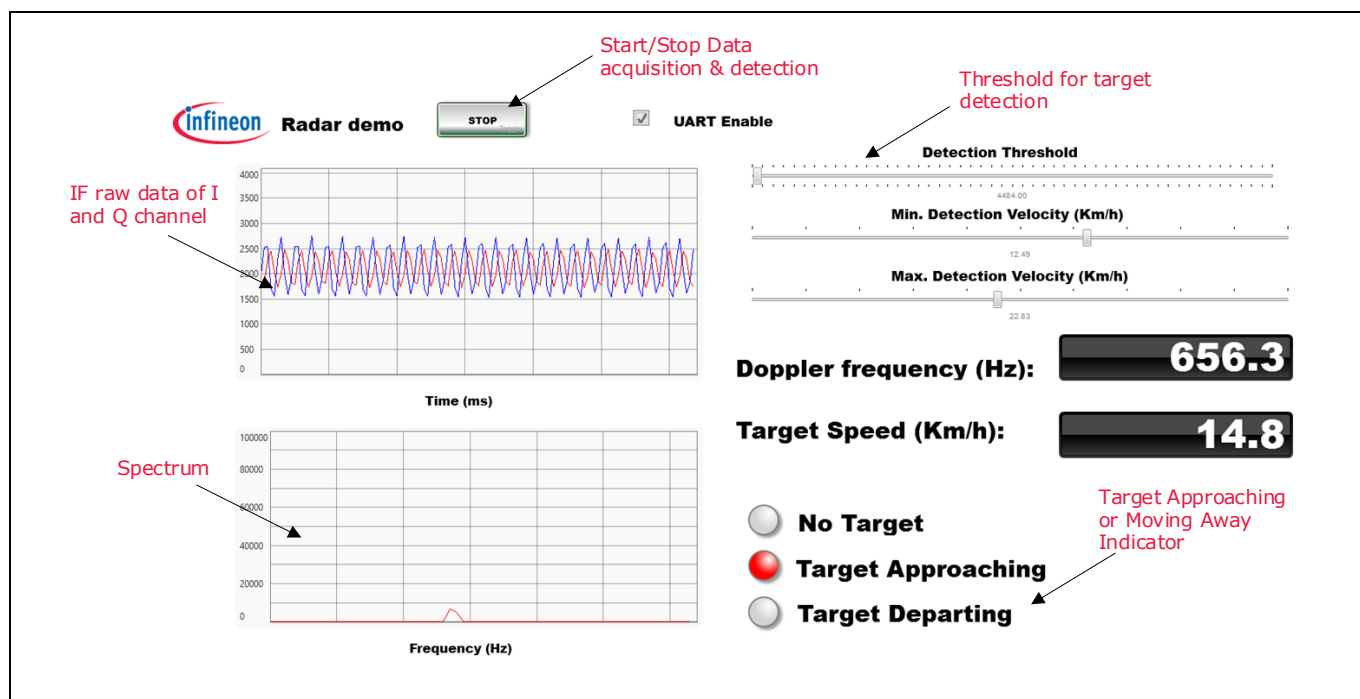 Start/Stop Data
acquisition & detection
Threshold for target
detection
infineon
Radar demo
STOP
UART Enable
Detection Threshold
4484.00
Min. Detection Velocity (Km/h)
12.49
Max. Detection Velocity (Km/h)
22.83
IF raw data of I
and Q channel
4000
3500
3000
2500
2000
1500
1000
500
0
Time (ms)
Doppler frequency (Hz):
656.3
Target Speed (Km/h):
14.8
Spectrum
100000
80000
60000
40000
20000
0
Frequency (Hz)
No Target
Target Approaching
Target Departing
Target Approaching
or Moving Away
Indicator